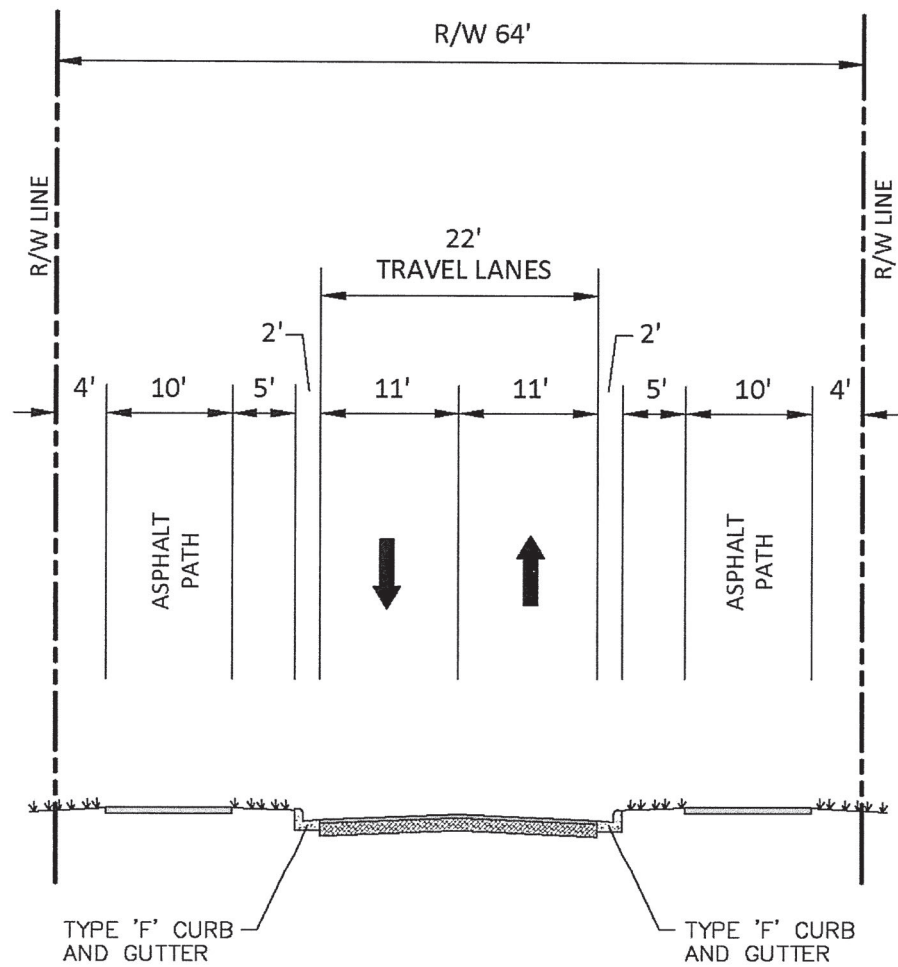 R/W 64'
R/W LINE
R/W LINE
22'
TRAVEL LANES
2'
2'
4'
10'
5'
11'
11'
5'
10'
4'
ASPHALT
PATH
ASPHALT
PATH
TYPE 'F' CURB
AND GUTTER
TYPE 'F' CURB
AND GUTTER